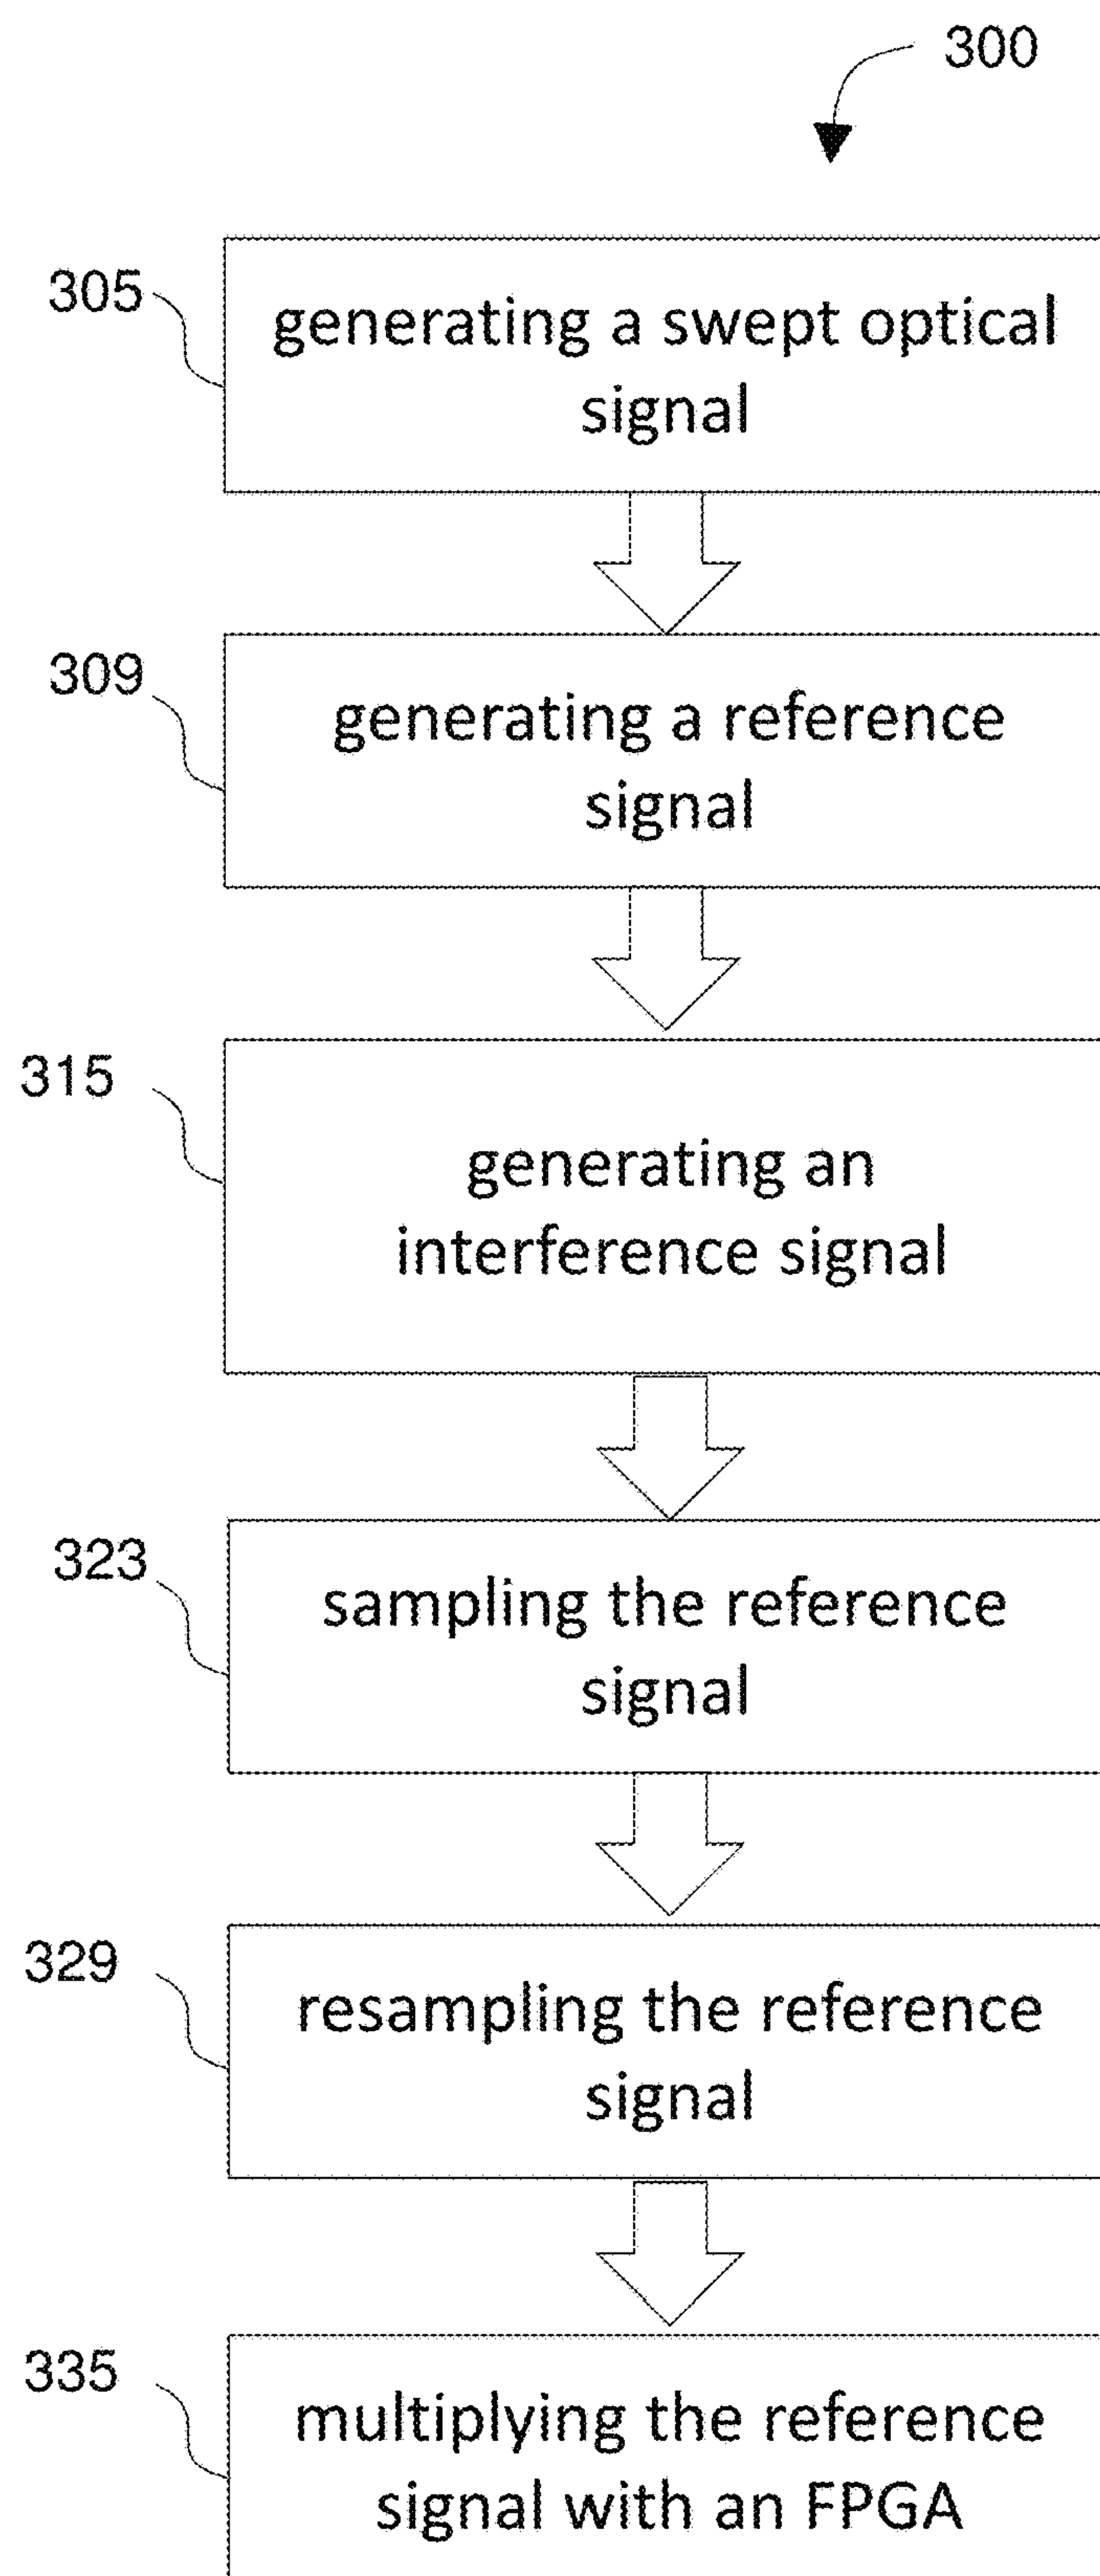 300
305
generating a swept optical
signal
309
generating a reference
signal
315
generating an
interference signal
323
sampling the reference
signal
329
resampling the reference
signal
335
multiplying the reference
signal with an FPGA